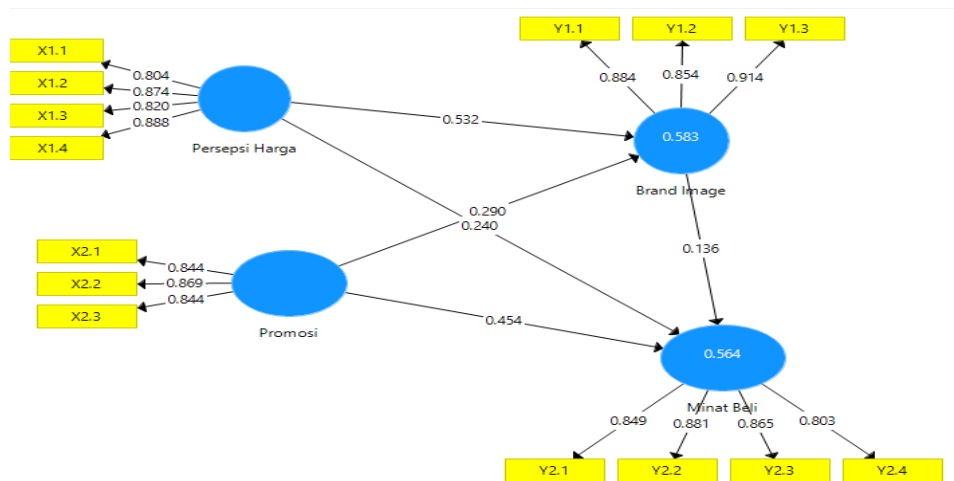 X1.1
X1.2
X1.3
X1.4
0.804
0.874
0.820
0.888
Persepsi Harga
Y1.1
Y1.2
Y1.3
0.884
0.854
0.914
0.532
0.583
Brand Image
0.290
0.240
0.136
X2.1
X2.2
X2.3
0.844
0.869
0.844
Promosi
0.454
0.564
Minat Beli
0.849
0.881
0.865
0.803
Y2.1
Y2.2
Y2.3
Y2.4